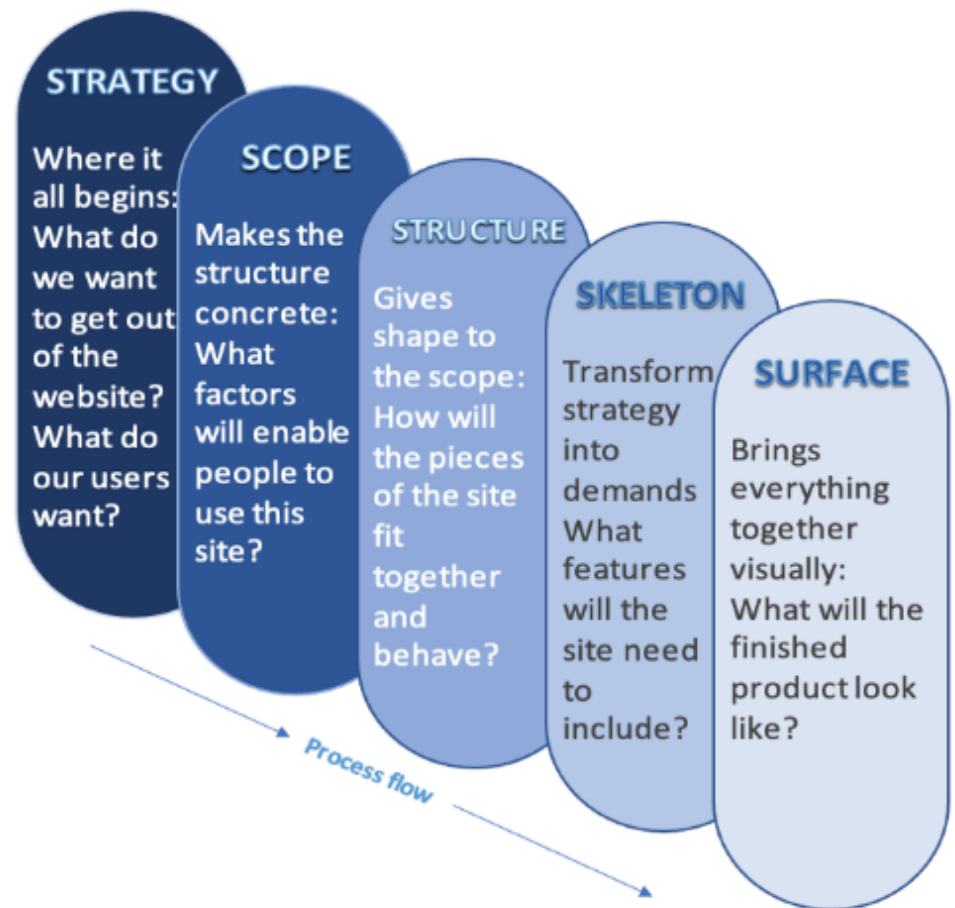 STRATEGY
Where it
all begins:
What do
we want
to get out
of the
website?
What do
our users
want?
SCOPE
Makes the
structure
concrete:
What
factors
will enable
people to
use this
site?
STRUCTURE
Gives
shape to
the scope:
How will
the pieces
of the site
fit
together
and
behave?
SKELETON
Transform
strategy
into
demands
What
features
will the
site need
to
include?
SURFACE
Brings
everything
together
visually:
What will the
finished
product look
like?
Process flow